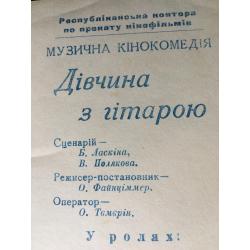 Республіканська контора
по прокату кінофільмів
МУЗИЧНА КІНОКОМЕДІЯ
Дівчина
з гітарою
Сценарій—
Б. Ласкіна,
В. Полякова.
Режисер-постановник—
О. Файнціммер.
Оператор—
О. Темерін.
У ролях: